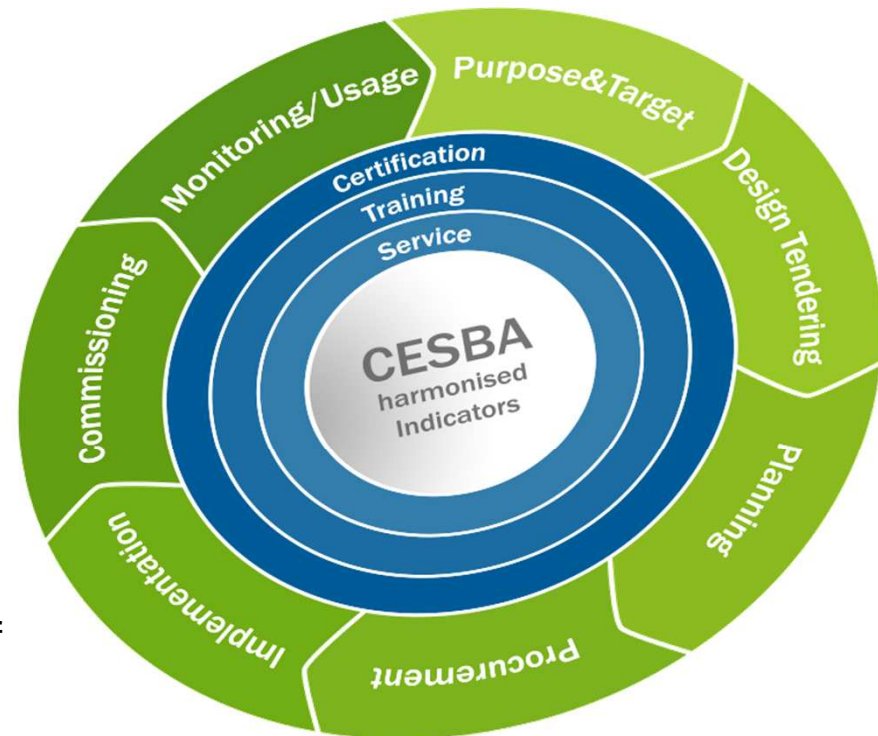 Purpose&Target
Design Tendering
Planning
Procurement
Implementation
Commissioning
Monitoring/Usage
Certification
Training
Service
CESBA
harmonised
Indicators
: